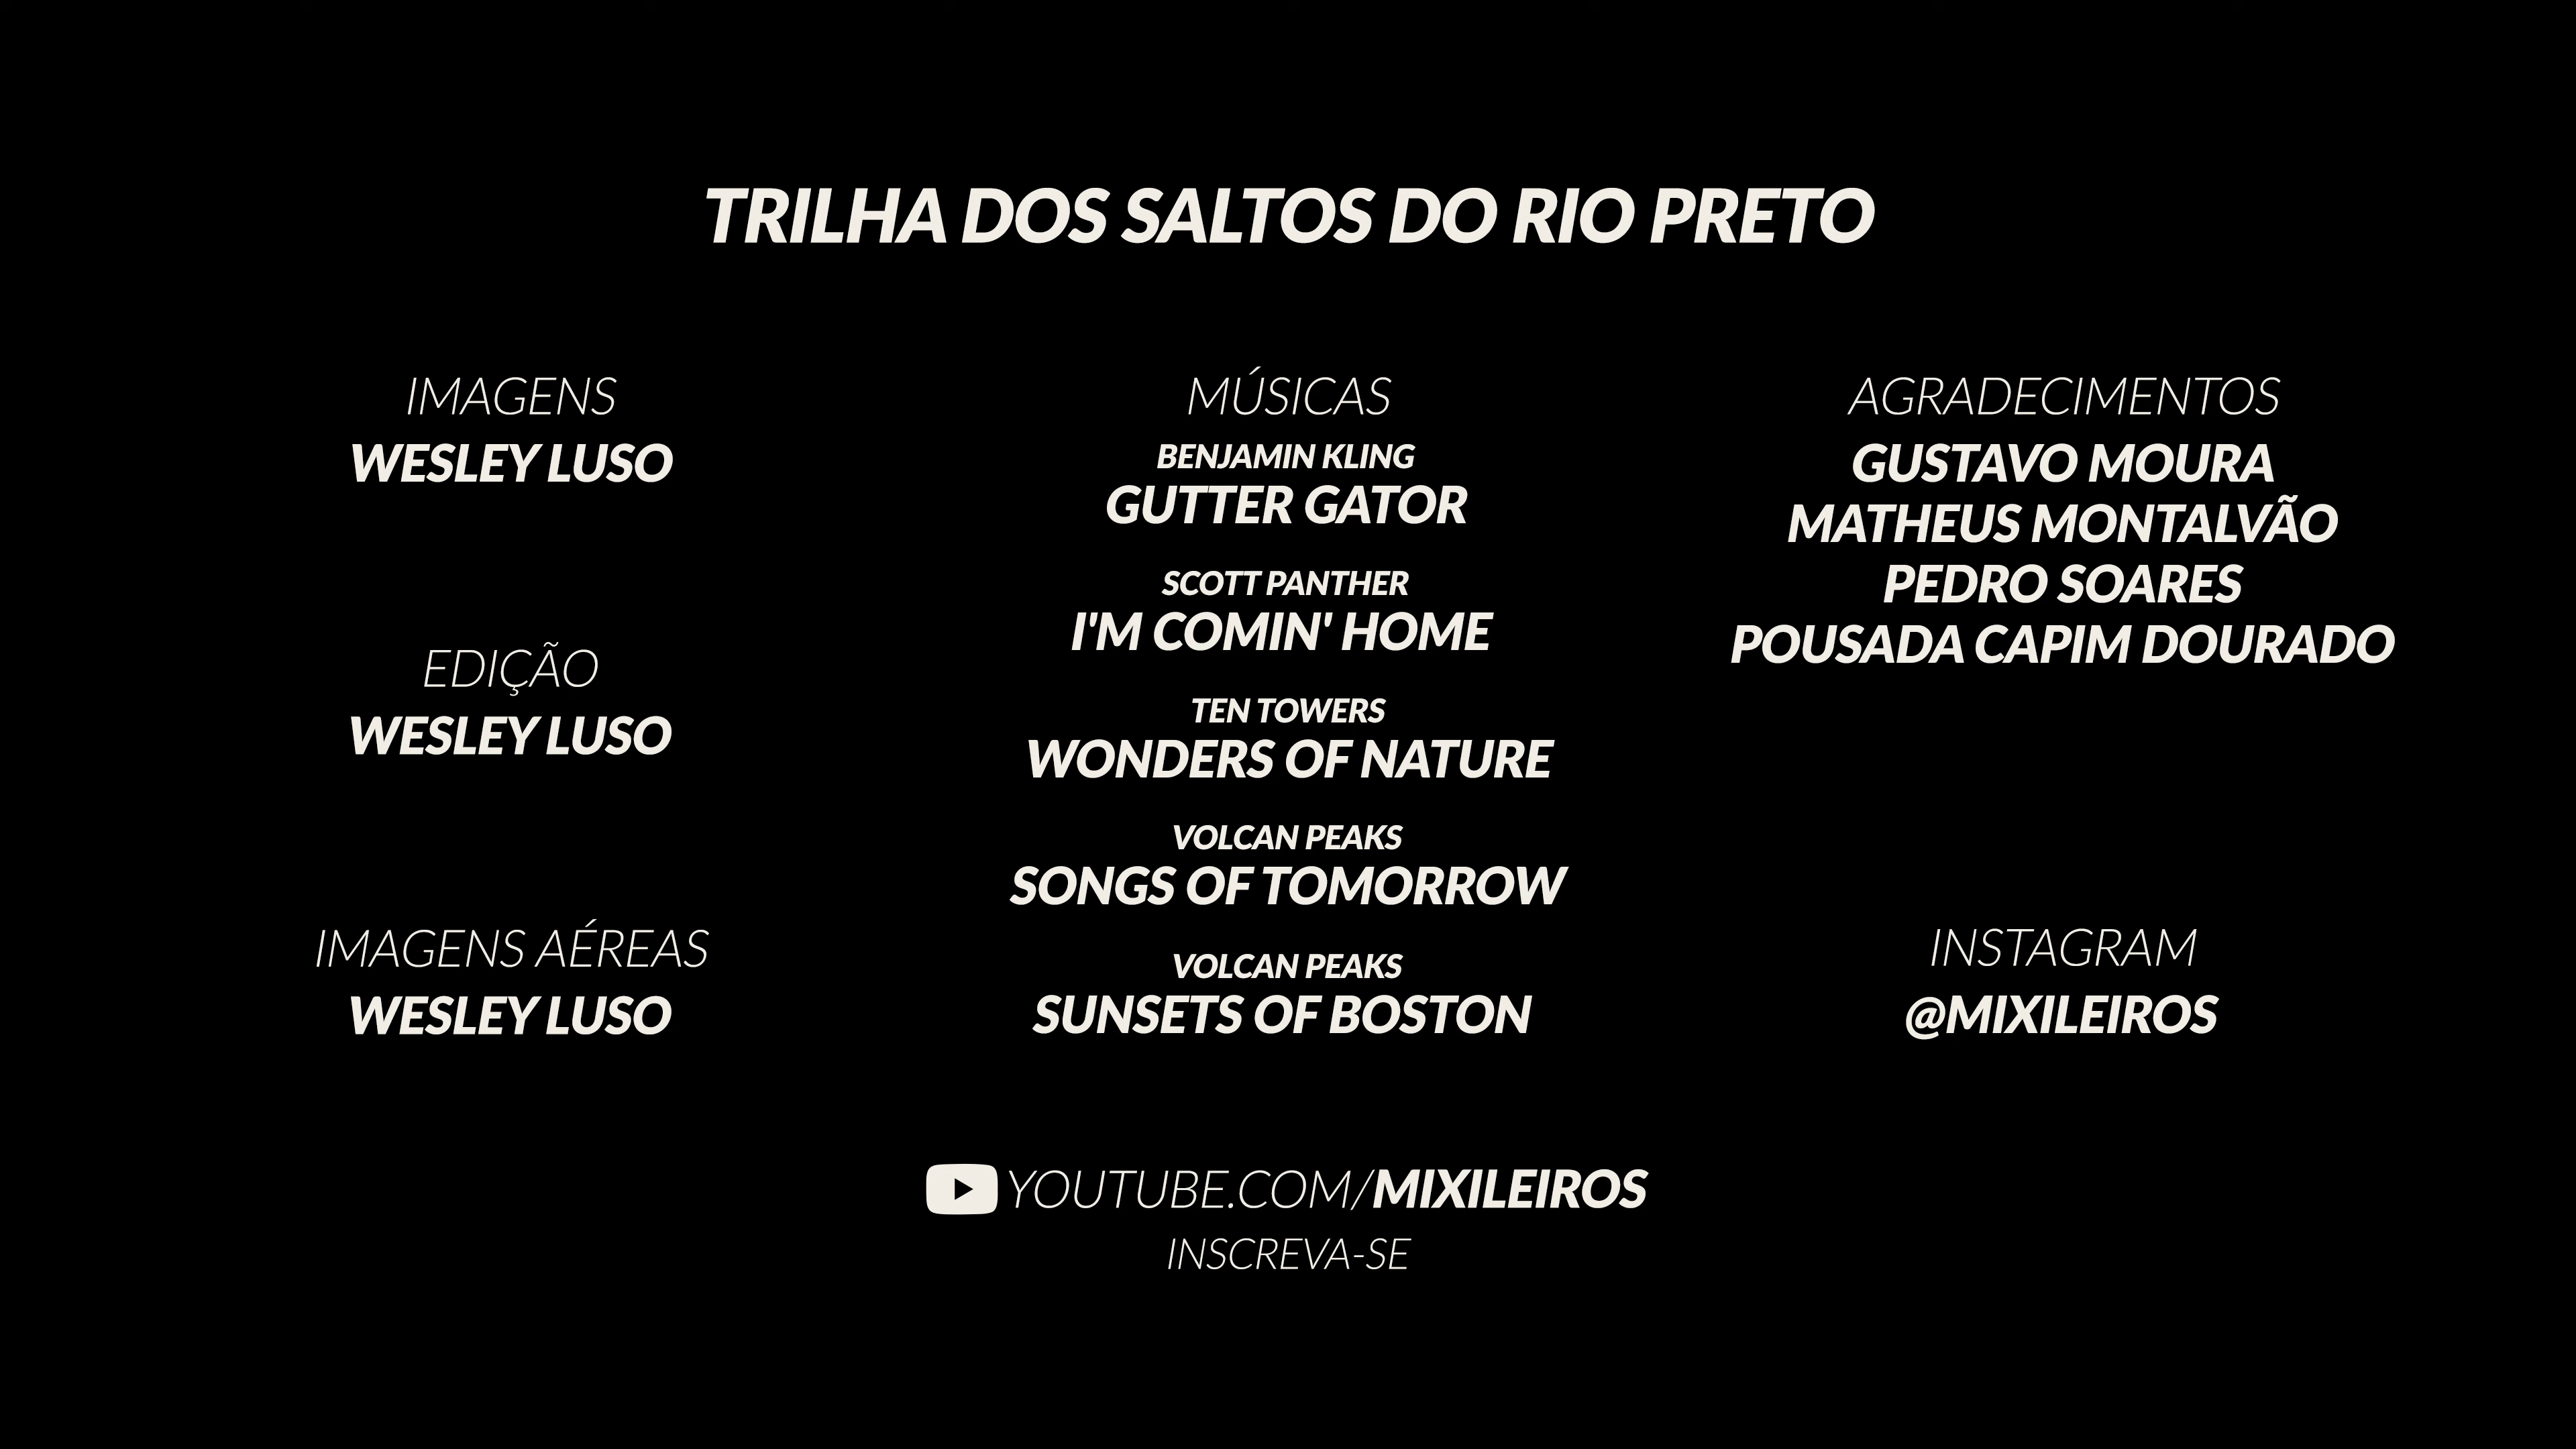 TRILHA DOS SALTOS DO RIO PRETO
IMAGENS
WESLEY LUSO
EDIÇÃO
WESLEY LUSO
IMAGENS AÉREAS
WESLEY LUSO
MÚSICAS
BENJAMIN KLING
GUTTER GATOR
SCOTT PANTHER
I'M COMIN' HOME
TEN TOWERS
WONDERS OF NATURE
VOLCAN PEAKS
SONGS OF TOMORROW
VOLCAN PEAKS
SUNSETS OF BOSTON
AGRADECIMENTOS
GUSTAVO MOURA
MATHEUS MONTALVÃO
PEDRO SOARES
POUSADA CAPIM DOURADO
INSTAGRAM
@MIXILEIROS
YOUTUBE.COM/MIXILEIROS
INSCREVA-SE